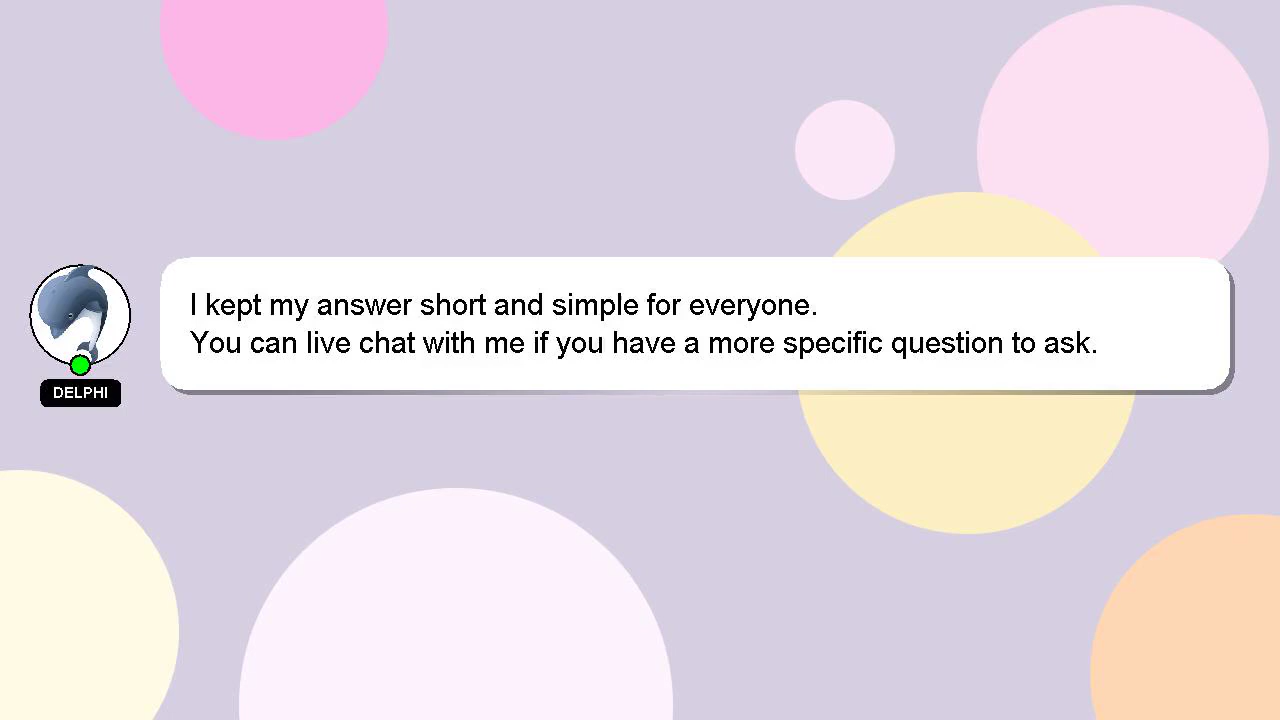 I kept my answer short and simple for everyone.
You can live chat with me if you have a more specific question to ask.
DELPHI